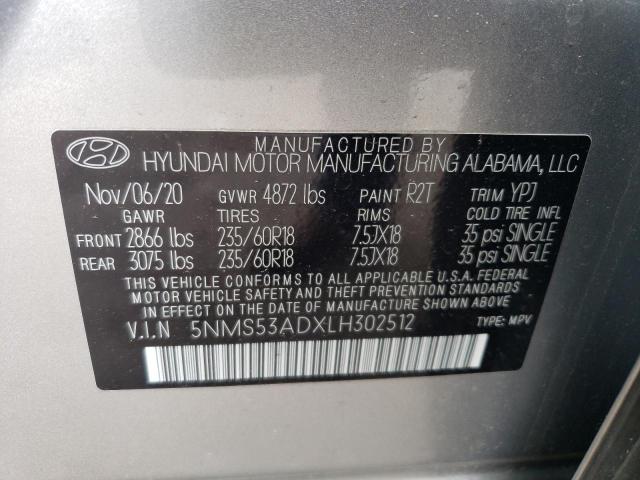 MANUFACTURED BY
HYUNDAI MOTOR MANUFACTURING ALABAMA, LLC
Nov/06/20 GVWR 4872 lbs PAINT R2T TRIM YPJ
GAWR TIRES RIMS COLD TIRE INFL
FRONT 2866 lbs 235/60R18 7.5JX18 35 psi SINGLE
REAR 3075 lbs 235/60R18 7.5JX18 35 psi SINGLE
THIS VEHICLE CONFORMS TO ALL APPLICABLE U.S.A. FEDERAL
MOTOR VEHICLE SAFETY BUMPER, AND THEFT PREVENTION STANDARDS
IN EFFECT ON THE DATE OF MANUFACTURE SHOWN ABOVE.
V.I.N 5NMS53ADXLH302512 TYPE: MPV